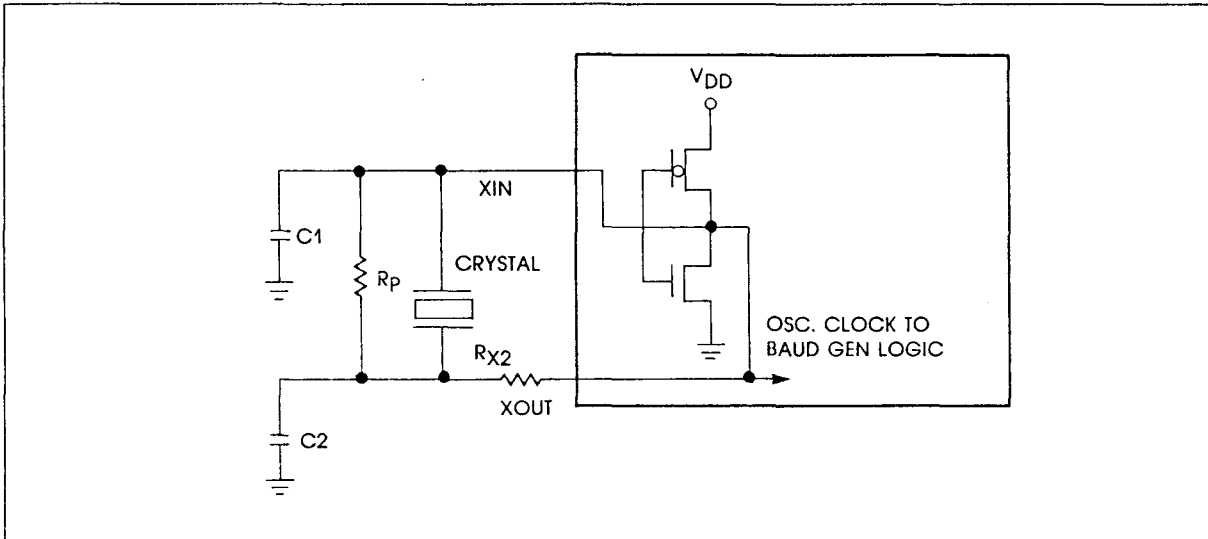 VDD
XIN
C1
RP
CRYSTAL
RX2
XOUT
OSC. CLOCK TO
BAUD GEN LOGIC
C2